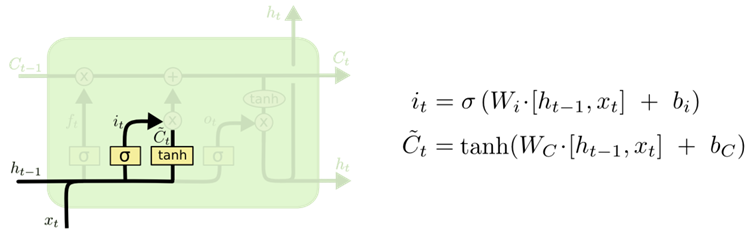 h_t
C_{t-1}
C_t
×
+
tanh
f_t
i_t
C̃_t
×
o_t
×
σ
σ
tanh
σ
h_{t-1}
h_t
x_t
i_t = σ (W_i·[h_{t-1}, x_t] + b_i)
C̃_t = tanh(W_C·[h_{t-1}, x_t] + b_C)